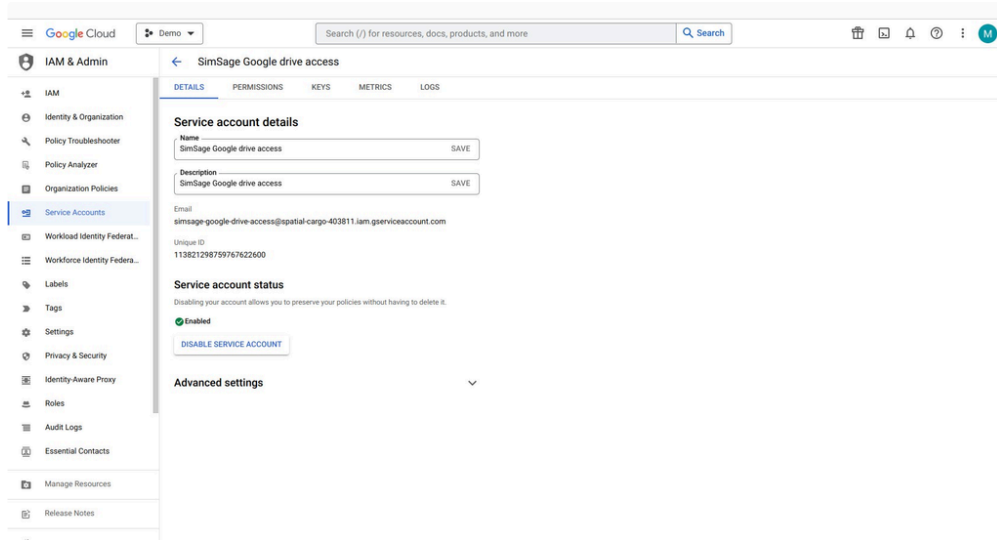 Google Cloud
Demo
Search (/) for resources, docs, products, and more
Search
M
IAM & Admin
SimSage Google drive access
DETAILS PERMISSIONS KEYS METRICS LOGS
IAM
Identity & Organization
Policy Troubleshooter
Policy Analyzer
Organization Policies
Service Accounts
Workload Identity Federat...
Workforce Identity Federa...
Labels
Tags
Settings
Privacy & Security
Identity-Aware Proxy
Roles
Audit Logs
Essential Contacts
Manage Resources
Release Notes
Service account details
Name
SimSage Google drive access SAVE
Description
SimSage Google drive access SAVE
Email
simsage-google-drive-access@spatial-cargo-403811.iam.gserviceaccount.com
Unique ID
113821298759767622600
Service account status
Disabling your account allows you to preserve your policies without having to delete it.
Enabled
DISABLE SERVICE ACCOUNT
Advanced settings